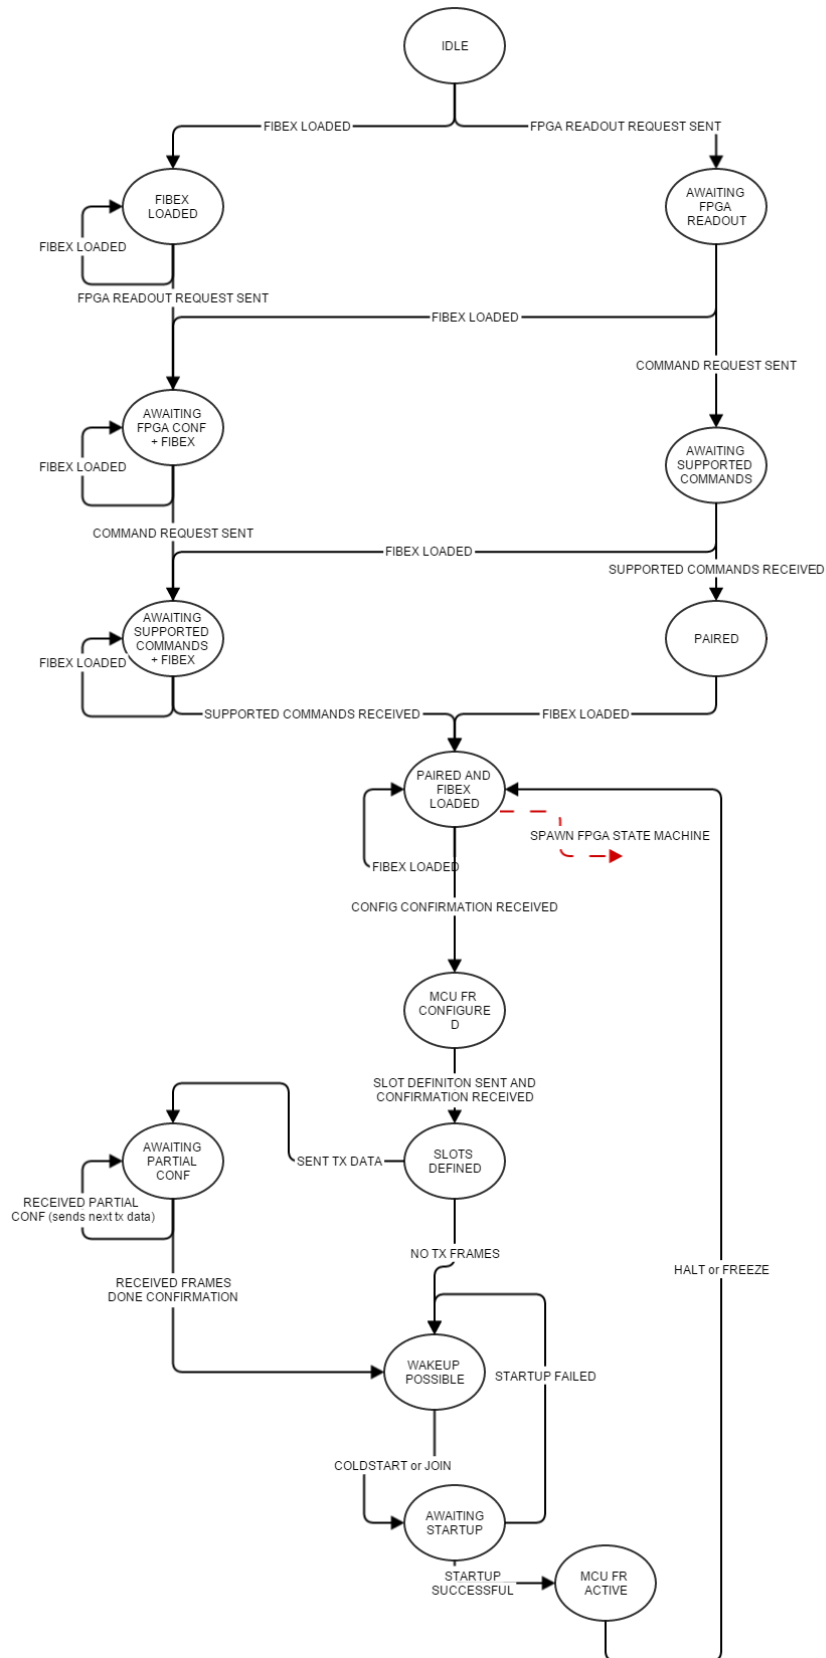 IDLE
FIBEX LOADED
FPGA READOUT REQUEST SENT
FIBEX
LOADED
AWAITING
FPGA
READOUT
FIBEX LOADED
FPGA READOUT REQUEST SENT
FIBEX LOADED
COMMAND REQUEST SENT
AWAITING
FPGA CONF
+ FIBEX
AWAITING
SUPPORTED
COMMANDS
FIBEX LOADED
COMMAND REQUEST SENT
FIBEX LOADED
SUPPORTED COMMANDS RECEIVED
AWAITING
SUPPORTED
COMMANDS
+ FIBEX
PAIRED
FIBEX LOADED
SUPPORTED COMMANDS RECEIVED
FIBEX LOADED
PAIRED AND
FIBEX
LOADED
SPAWN FPGA STATE MACHINE
FIBEX LOADED
CONFIG CONFIRMATION RECEIVED
MCU FR
CONFIGURE
D
SLOT DEFINITON SENT AND
CONFIRMATION RECEIVED
AWAITING
PARTIAL
CONF
SENT TX DATA
SLOTS
DEFINED
RECEIVED PARTIAL
CONF (sends next tx data)
NO TX FRAMES
HALT or FREEZE
RECEIVED FRAMES
DONE CONFIRMATION
WAKEUP
POSSIBLE
STARTUP FAILED
COLDSTART or JOIN
AWAITING
STARTUP
STARTUP
SUCCESSFUL
MCU FR
ACTIVE